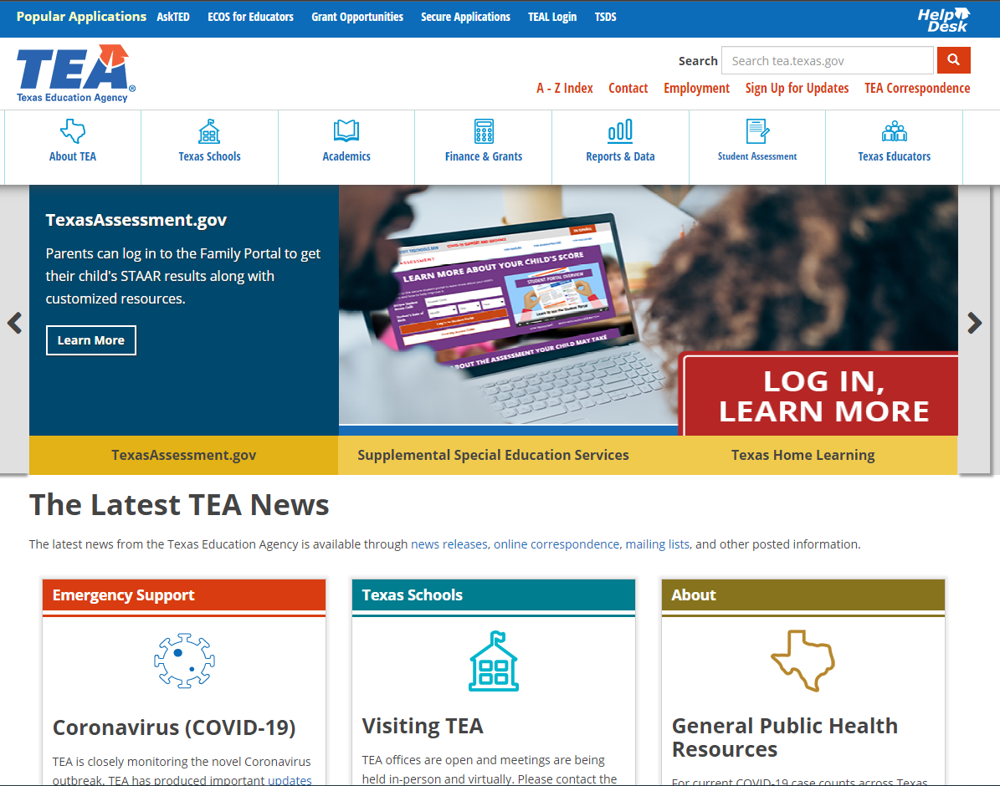 Popular Applications AskTED ECOS for Educators Grant Opportunities Secure Applications TEAL Login TSDS
Help Desk
TEA®
Texas Education Agency
Search Search tea.texas.gov
A - Z Index Contact Employment Sign Up for Updates TEA Correspondence
About TEA Texas Schools Academics Finance & Grants Reports & Data Student Assessment Texas Educators
TexasAssessment.gov
Parents can log in to the Family Portal to get
their child's STAAR results along with
customized resources.
Learn More
LEARN MORE ABOUT YOUR CHILD'S SCORE
STUDENT PORTAL OVERVIEW
ABOUT THE ASSESSMENT YOUR CHILD MAY TAKE
LOG IN,
LEARN MORE
TexasAssessment.gov Supplemental Special Education Services Texas Home Learning
The Latest TEA News
The latest news from the Texas Education Agency is available through news releases, online correspondence, mailing lists, and other posted information.
Emergency Support
Coronavirus (COVID-19)
TEA is closely monitoring the novel Coronavirus
outbreak. TEA has produced important updates
Texas Schools
Visiting TEA
TEA offices are open and meetings are being
held in-person and virtually. Please contact the
About
General Public Health
Resources
For current COVID-19 case counts across Texas